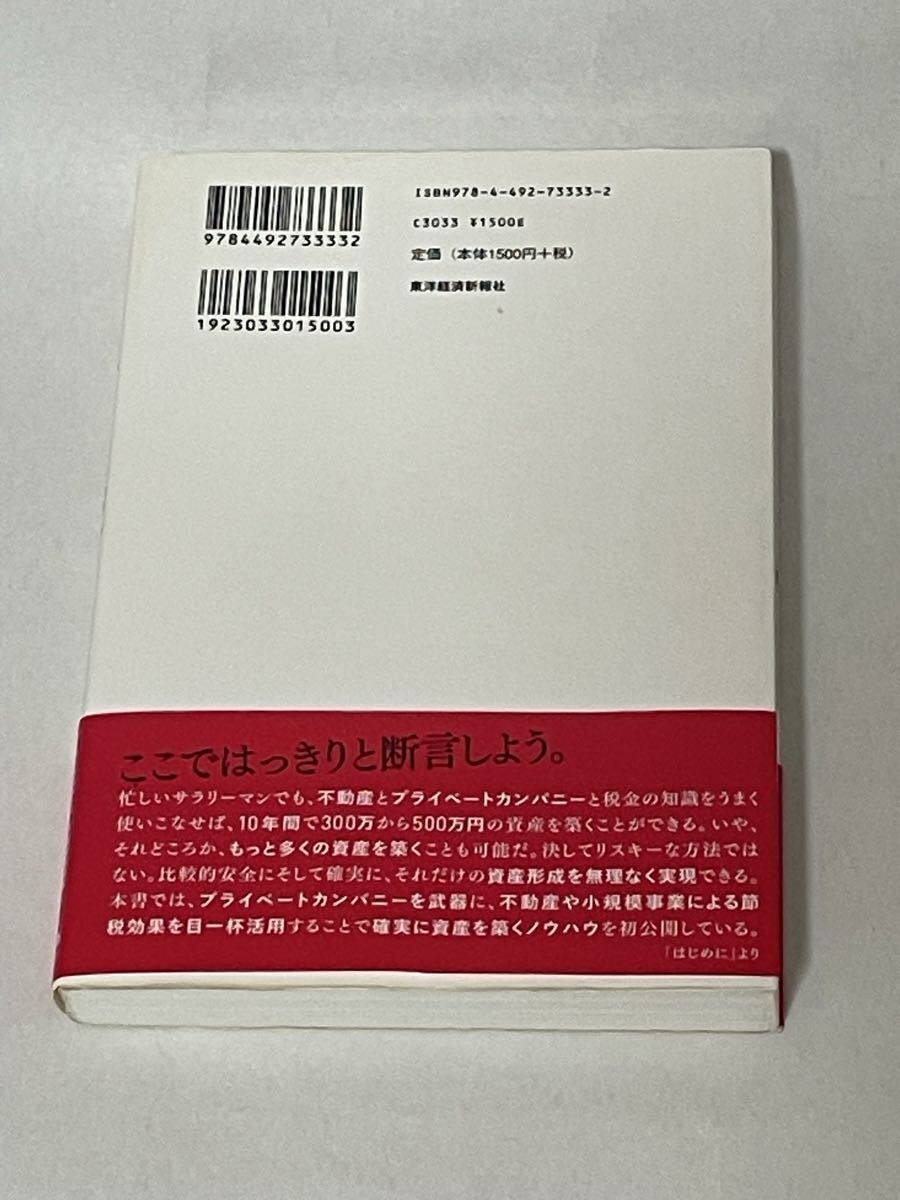 9784492733332
1923033015003
ISBN978-4-492-73333-2
C3033 ¥1500E
定価（本体1500円＋税）
東洋経済新報社
ここではっきりと断言しよう。
忙しいサラリーマンでも、不動産とプライベートカンパニーと税金の知識をうまく
使いこなせば、10年間で300万から500万円の資産を築くことができる。いや、
それどころか、もっと多くの資産を築くことも可能だ。決してリスキーな方法では
ない。比較的安全にそして確実に、それだけの資産形成を無理なく実現できる。
本書では、プライベートカンパニーを武器に、不動産や小規模事業による節
税効果を目一杯活用することで確実に資産を築くノウハウを初公開している。
「はじめに」より